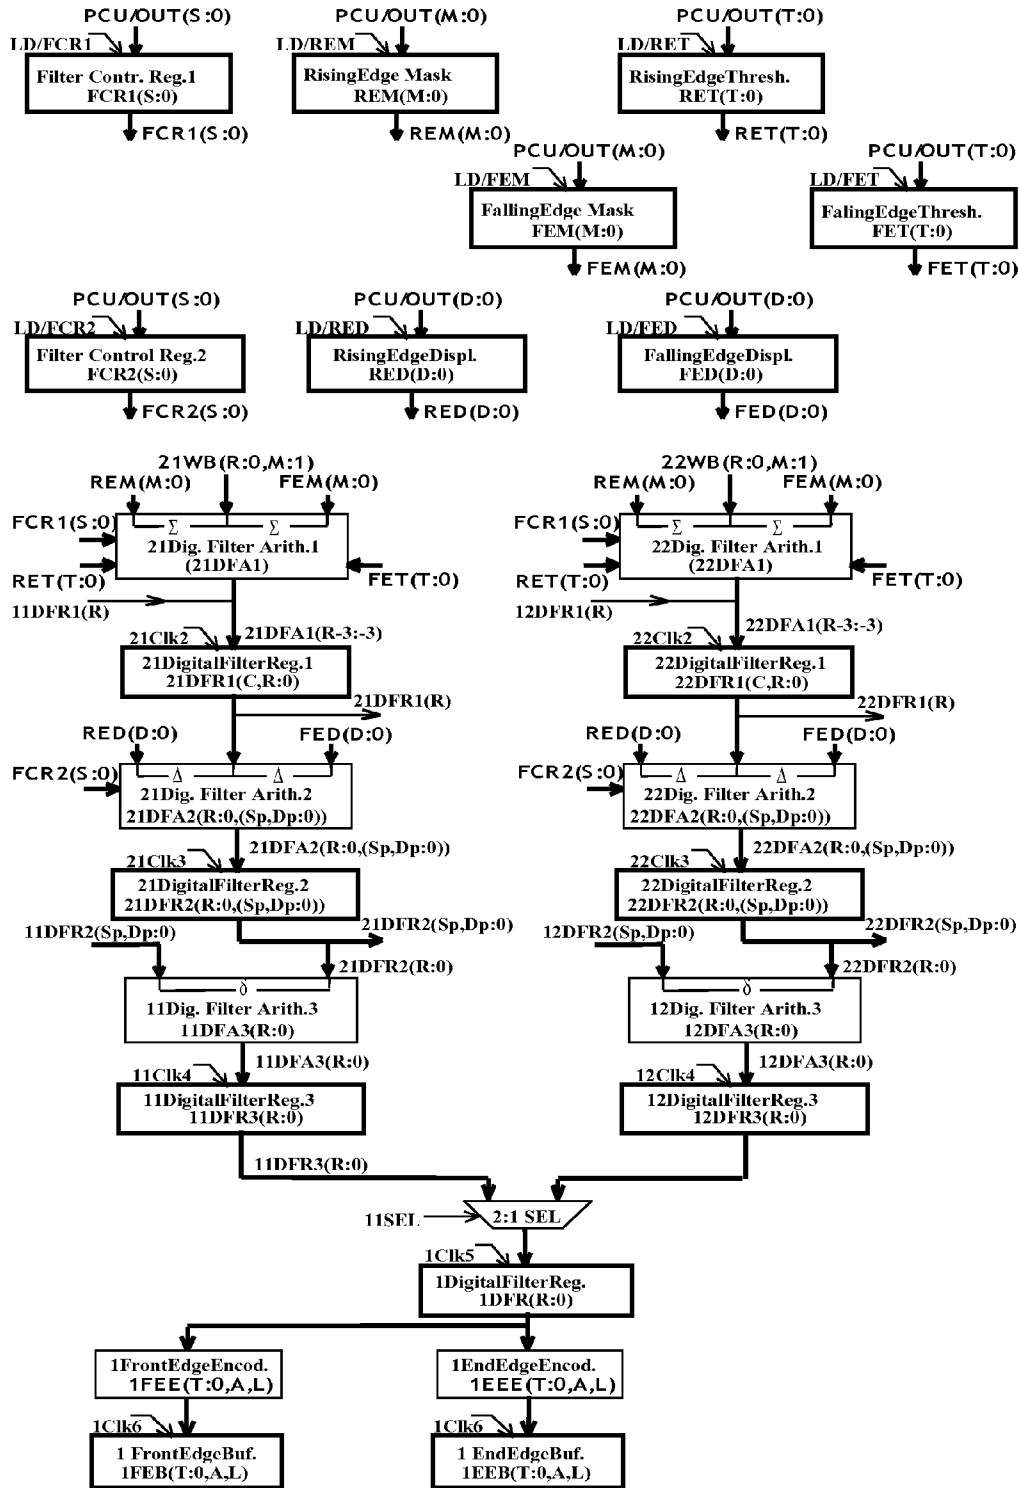 PCU/OUT(S:0)
PCU/OUT(M:0)
PCU/OUT(T:0)
LD/FCR1
LD/REM
LD/RET
Filter Contr. Reg.1
FCR1(S:0)
RisingEdge Mask
REM(M:0)
RisingEdgeThresh.
RET(T:0)
FCR1(S:0)
REM(M:0)
RET(T:0)
PCU/OUT(M:0)
PCU/OUT(T:0)
LD/FEM
LD/FET
FallingEdge Mask
FEM(M:0)
FalingEdgeThresh.
FET(T:0)
FEM(M:0)
FET(T:0)
PCU/OUT(S:0)
PCU/OUT(D:0)
PCU/OUT(D:0)
LD/FCR2
LD/RED
LD/FED
Filter Control Reg.2
FCR2(S:0)
RisingEdgeDispl.
RED(D:0)
FallingEdgeDispl.
FED(D:0)
FCR2(S:0)
RED(D:0)
FED(D:0)
21WB(R:0,M:1)
22WB(R:0,M:1)
REM(M:0)
FEM(M:0)
REM(M:0)
FEM(M:0)
FCR1(S:0)
Σ Σ
21Dig. Filter Arith.1
(21DFA1)
FCR1(S:0)
Σ Σ
22Dig. Filter Arith.1
(22DFA1)
RET(T:0)
FET(T:0)
RET(T:0)
FET(T:0)
11DFR1(R)
12DFR1(R)
21Clk2
21DFA1(R-3:-3)
22Clk2
22DFA1(R-3:-3)
21DigitalFilterReg.1
21DFR1(C,R:0)
22DigitalFilterReg.1
22DFR1(C,R:0)
21DFR1(R)
22DFR1(R)
RED(D:0)
FED(D:0)
RED(D:0)
FED(D:0)
FCR2(S:0)
Δ Δ
21Dig. Filter Arith.2
21DFA2(R:0,(Sp,Dp:0))
FCR2(S:0)
Δ Δ
22Dig. Filter Arith.2
22DFA2(R:0,(Sp,Dp:0))
21DFA2(R:0,(Sp,Dp:0))
22DFA2(R:0,(Sp,Dp:0))
21Clk3
22Clk3
21DigitalFilterReg.2
21DFR2(R:0,(Sp,Dp:0))
22DigitalFilterReg.2
22DFR2(R:0,(Sp,Dp:0))
11DFR2(Sp,Dp:0)
21DFR2(Sp,Dp:0)
12DFR2(Sp,Dp:0)
22DFR2(Sp,Dp:0)
21DFR2(R:0)
22DFR2(R:0)
δ
11Dig. Filter Arith.3
11DFA3(R:0)
δ
12Dig. Filter Arith.3
12DFA3(R:0)
11DFA3(R:0)
12DFA3(R:0)
11Clk4
12Clk4
11DigitalFilterReg.3
11DFR3(R:0)
12DigitalFilterReg.3
12DFR3(R:0)
11DFR3(R:0)
11SEL
2:1 SEL
1Clk5
1DigitalFilterReg.
1DFR(R:0)
1FrontEdgeEncod.
1FEE(T:0,A,L)
1EndEdgeEncod.
1EEE(T:0,A,L)
1Clk6
1Clk6
1 FrontEdgeBuf.
1FEB(T:0,A,L)
1 EndEdgeBuf.
1EEB(T:0,A,L)